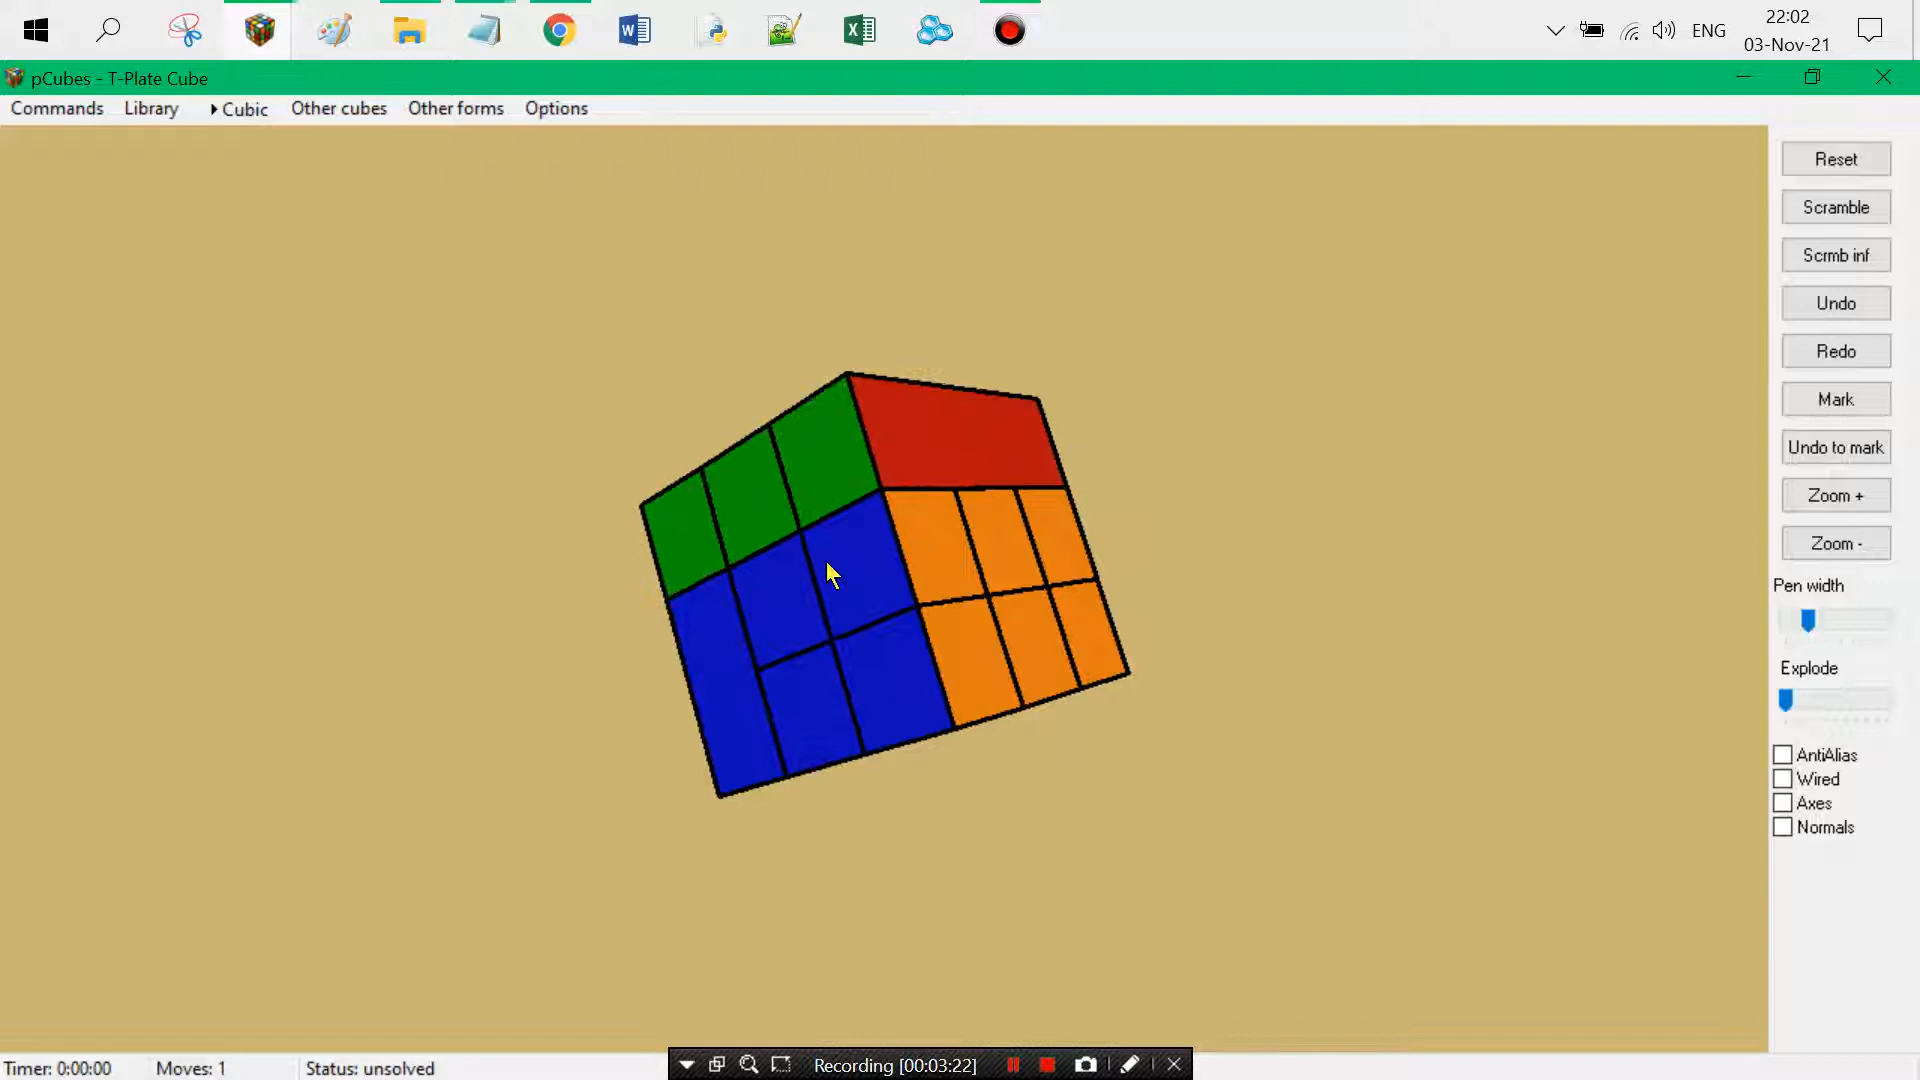 22:02
ENG
03-Nov-21
pCubes - T-Plate Cube
Commands Library Cubic Other cubes Other forms Options
Reset
Scramble
Scrmb inf
Undo
Redo
Mark
Undo to mark
Zoom +
Zoom -
Pen width
Explode
AntiAlias
Wired
Axes
Normals
Timer: 0:00:00 Moves: 1 Status: unsolved
Recording [00:03:22]